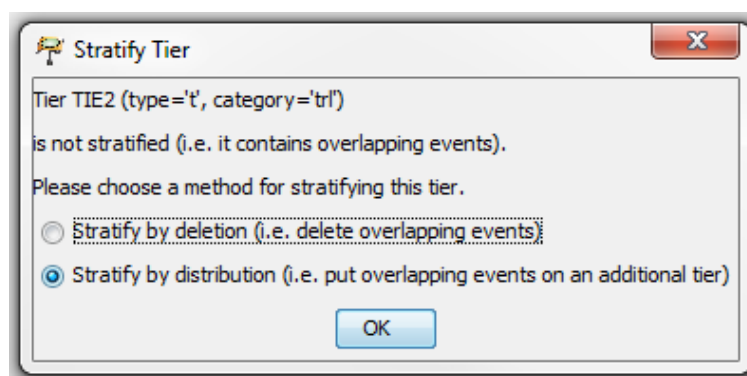 Stratify Tier
Tier TIE2 (type='t', category='trl')
is not stratified (i.e. it contains overlapping events).
Please choose a method for stratifying this tier.
Stratify by deletion (i.e. delete overlapping events)
Stratify by distribution (i.e. put overlapping events on an additional tier)
OK